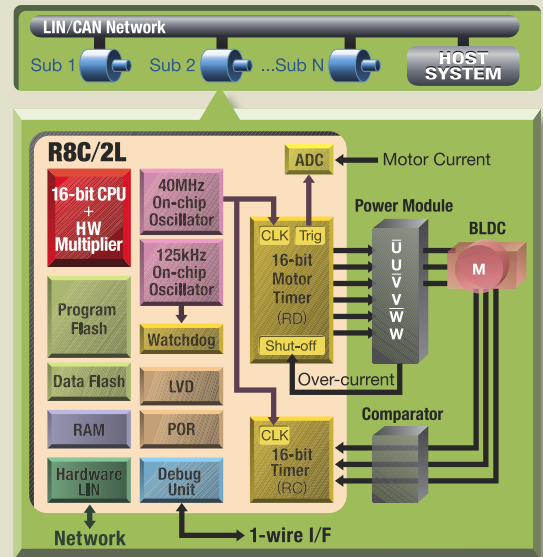 LIN/CAN Network
Sub 1
Sub 2
...Sub N
HOST
SYSTEM
R8C/2L
16-bit CPU
+
HW
Multiplier
40MHz
On-chip
Oscillator
125kHz
On-chip
Oscillator
Program
Flash
Watchdog
Data Flash
LVD
RAM
POR
Hardware
LIN
Debug
Unit
Network
1-wire I/F
ADC
Motor Current
CLK
Trig
16-bit
Motor
Timer
(RD)
Shut-off
Over-current
Power Module
U̅
U
V̅
V
W̅
W
BLDC
M
Comparator
CLK
16-bit
Timer
(RC)